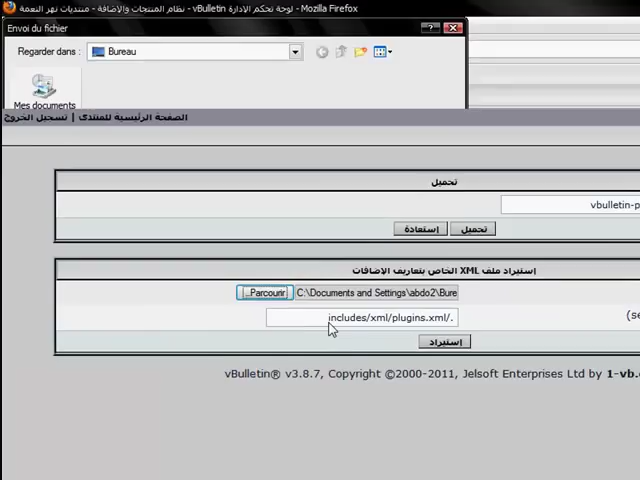 vBulletin لوحة تحكم الإدارة - نظام المنتجات والإضافة - منتديات نهر النعمة - Mozilla Firefox
Envoi du fichier
Regarder dans :
Bureau
Mes documents
الصفحة الرئيسية للمنتدى | تسجيل الخروج
تحميل
vbulletin-p
إستعادة
تحميل
إستيراد ملف XML الخاص بتعاريف الإضافات
Parcourir..
C:\Documents and Settings\abdo2\Bure
includes/xml/plugins.xml/.
(se
إستيراد
vBulletin® v3.8.7, Copyright ©2000-2011, Jelsoft Enterprises Ltd by 1-vb.